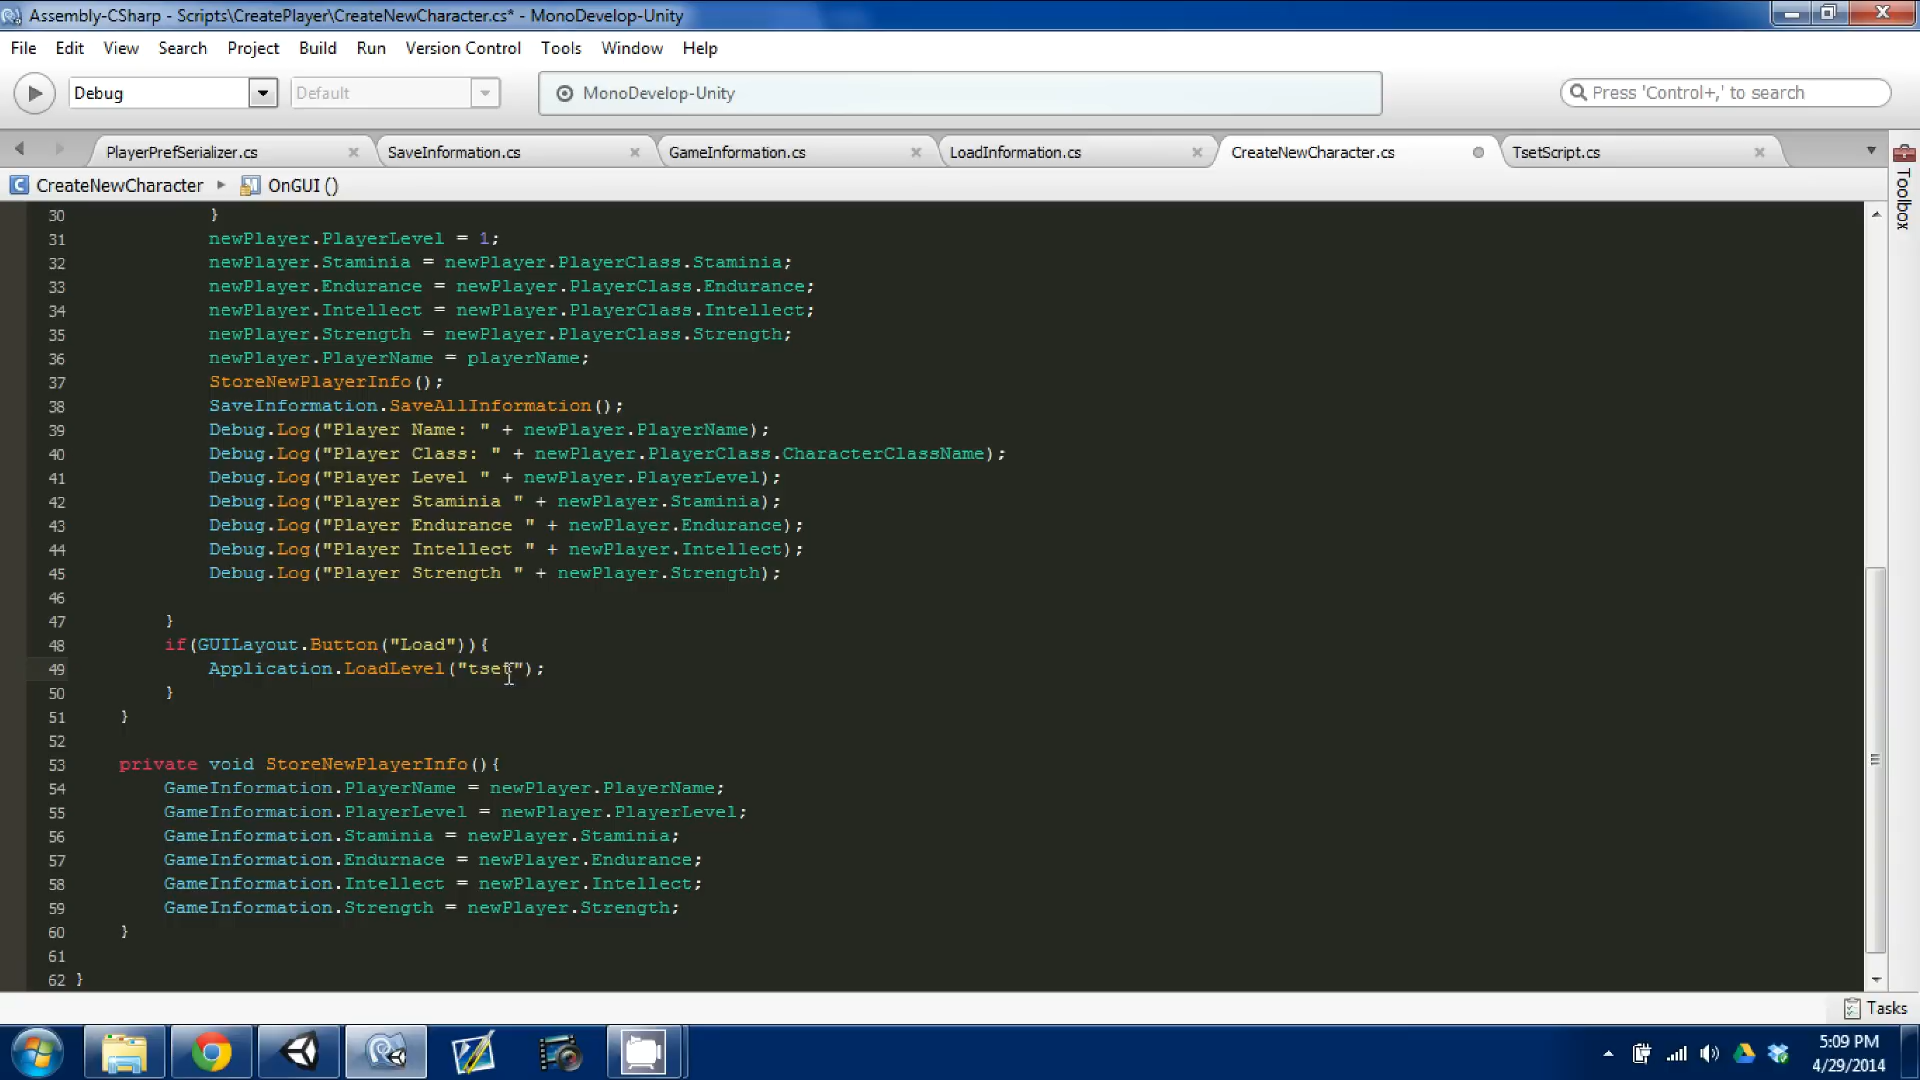 Assembly-CSharp - Scripts\CreatePlayer\CreateNewCharacter.cs* - MonoDevelop-Unity
File Edit View Search Project Build Run Version Control Tools Window Help
Debug Default MonoDevelop-Unity Press 'Control+,' to search
PlayerPrefSerializer.cs SaveInformation.cs GameInformation.cs LoadInformation.cs CreateNewCharacter.cs TsetScript.cs
CreateNewCharacter OnGUI ()
Toolbox
30 }
31 newPlayer.PlayerLevel = 1;
32 newPlayer.Staminia = newPlayer.PlayerClass.Staminia;
33 newPlayer.Endurance = newPlayer.PlayerClass.Endurance;
34 newPlayer.Intellect = newPlayer.PlayerClass.Intellect;
35 newPlayer.Strength = newPlayer.PlayerClass.Strength;
36 newPlayer.PlayerName = playerName;
37 StoreNewPlayerInfo();
38 SaveInformation.SaveAllInformation();
39 Debug.Log("Player Name: " + newPlayer.PlayerName);
40 Debug.Log("Player Class: " + newPlayer.PlayerClass.CharacterClassName);
41 Debug.Log("Player Level " + newPlayer.PlayerLevel);
42 Debug.Log("Player Staminia " + newPlayer.Staminia);
43 Debug.Log("Player Endurance " + newPlayer.Endurance);
44 Debug.Log("Player Intellect " + newPlayer.Intellect);
45 Debug.Log("Player Strength " + newPlayer.Strength);
46
47 }
48 if(GUILayout.Button("Load")){
49 Application.LoadLevel("tset");
50 }
51 }
52
53 private void StoreNewPlayerInfo(){
54 GameInformation.PlayerName = newPlayer.PlayerName;
55 GameInformation.PlayerLevel = newPlayer.PlayerLevel;
56 GameInformation.Staminia = newPlayer.Staminia;
57 GameInformation.Endurnace = newPlayer.Endurance;
58 GameInformation.Intellect = newPlayer.Intellect;
59 GameInformation.Strength = newPlayer.Strength;
60 }
61
62 }
Tasks
5:09 PM
4/29/2014